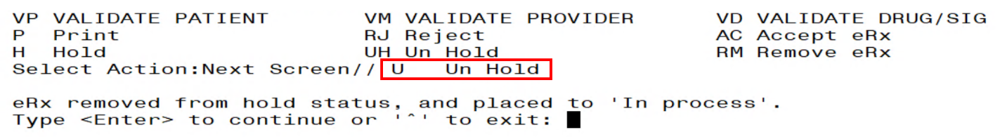 VP VALIDATE PATIENT VM VALIDATE PROVIDER VD VALIDATE DRUG/SIG
P Print RJ Reject AC Accept eRx
H Hold UH Un Hold RM Remove eRx
Select Action:Next Screen// U Un Hold
eRx removed from hold status, and placed to 'In process'.
Type <Enter> to continue or '^' to exit: